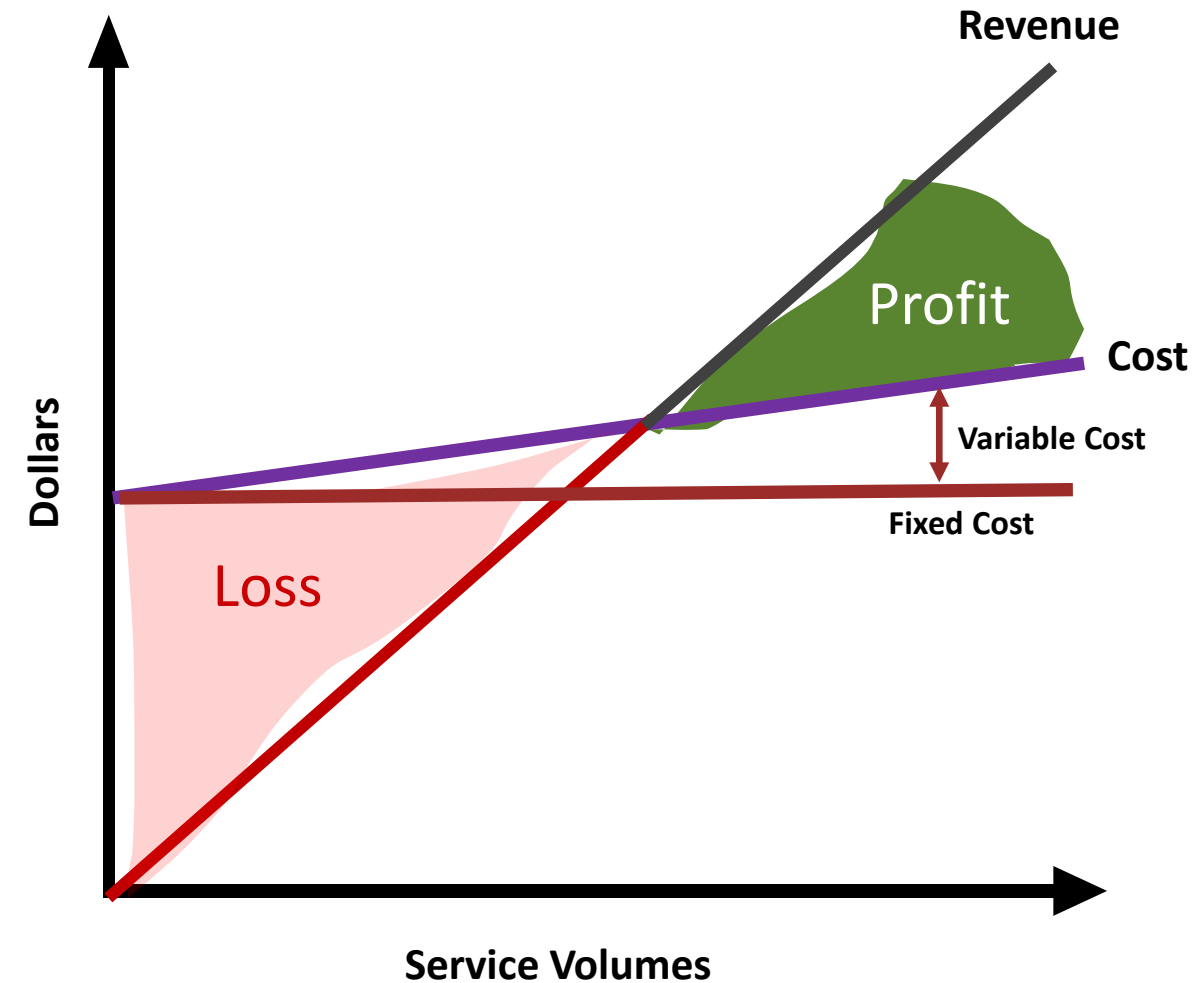 Revenue
Profit
Cost
Variable Cost
Dollars
Fixed Cost
Loss
Service Volumes